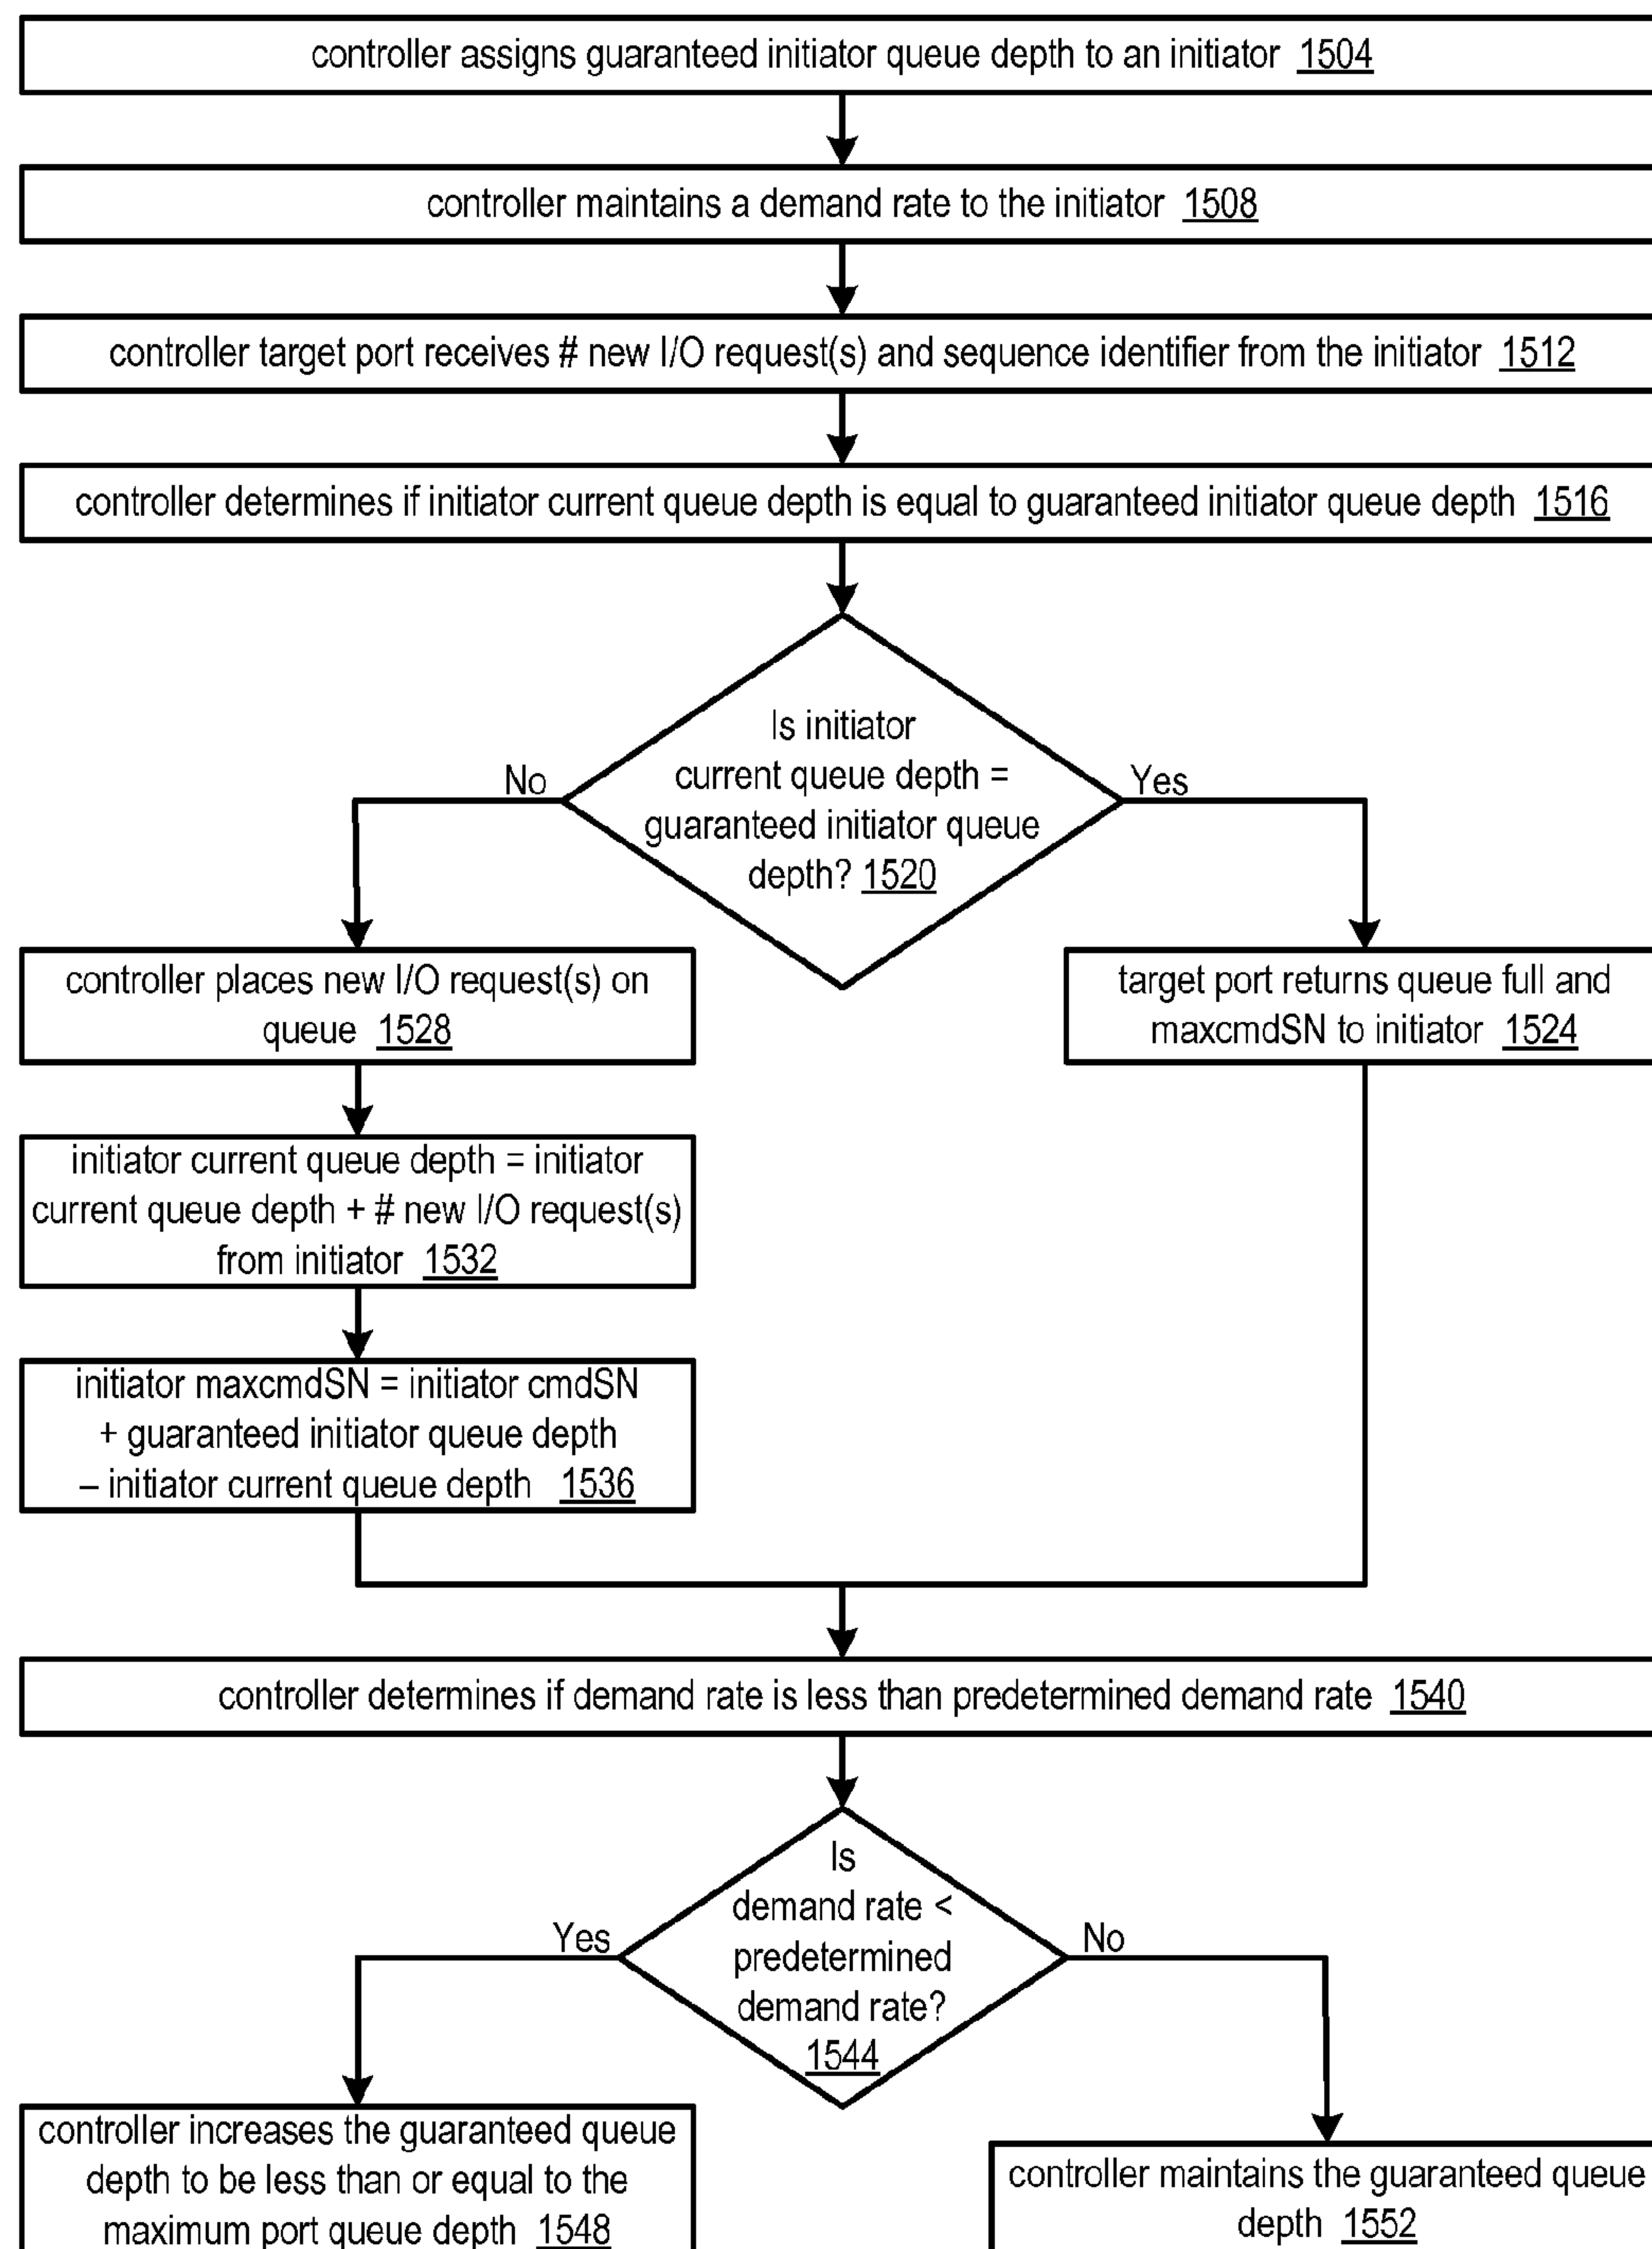 controller assigns guaranteed initiator queue depth to an initiator 1504
controller maintains a demand rate to the initiator 1508
controller target port receives # new I/O request(s) and sequence identifier from the initiator 1512
controller determines if initiator current queue depth is equal to guaranteed initiator queue depth 1516
Is initiator
current queue depth =
guaranteed initiator queue
depth? 1520
No
Yes
controller places new I/O request(s) on
queue 1528
target port returns queue full and
maxcmdSN to initiator 1524
initiator current queue depth = initiator
current queue depth + # new I/O request(s)
from initiator 1532
initiator maxcmdSN = initiator cmdSN
+ guaranteed initiator queue depth
– initiator current queue depth 1536
controller determines if demand rate is less than predetermined demand rate 1540
Is
demand rate <
predetermined
demand rate?
1544
Yes
No
controller increases the guaranteed queue
depth to be less than or equal to the
maximum port queue depth 1548
controller maintains the guaranteed queue
depth 1552